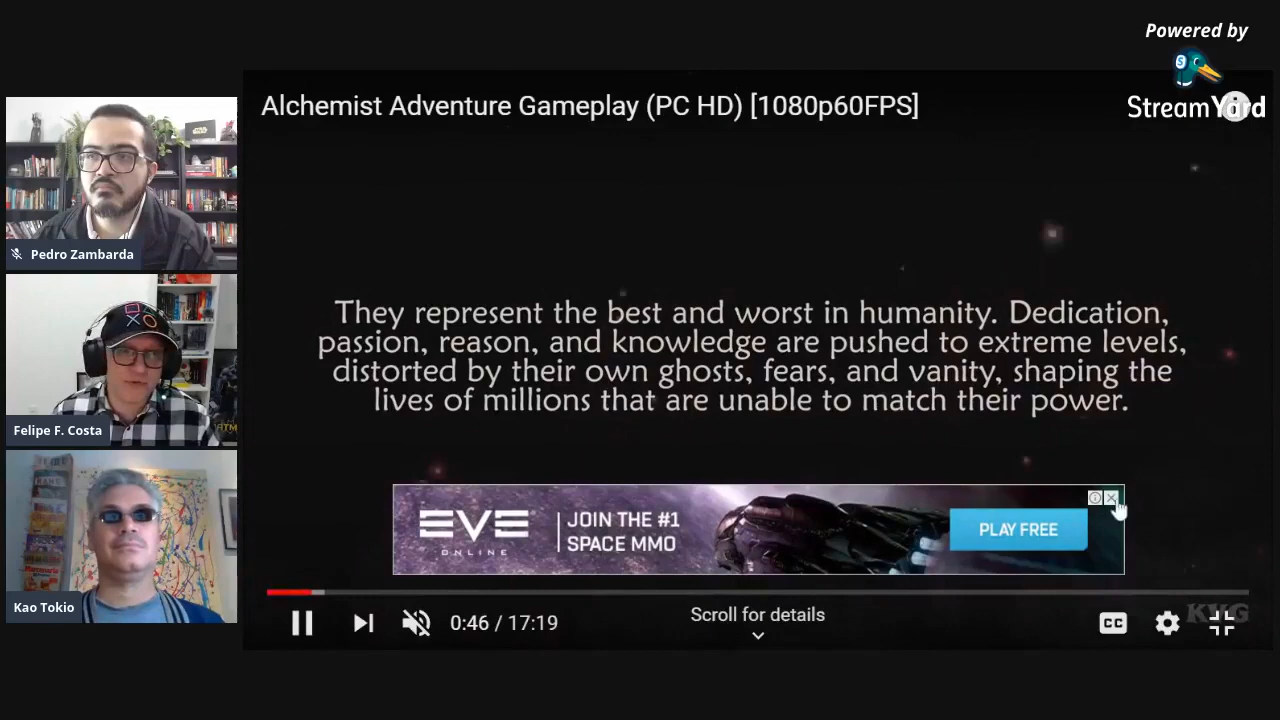 Powered by
StreamYard
Alchemist Adventure Gameplay (PC HD) [1080p60FPS]
Pedro Zambarda
Felipe F. Costa
Kao Tokio
They represent the best and worst in humanity. Dedication,
passion, reason, and knowledge are pushed to extreme levels,
distorted by their own ghosts, fears, and vanity, shaping the
lives of millions that are unable to match their power.
EVE
ONLINE
JOIN THE #1
SPACE MMO
PLAY FREE
0:46 / 17:19
Scroll for details
CC
KVG